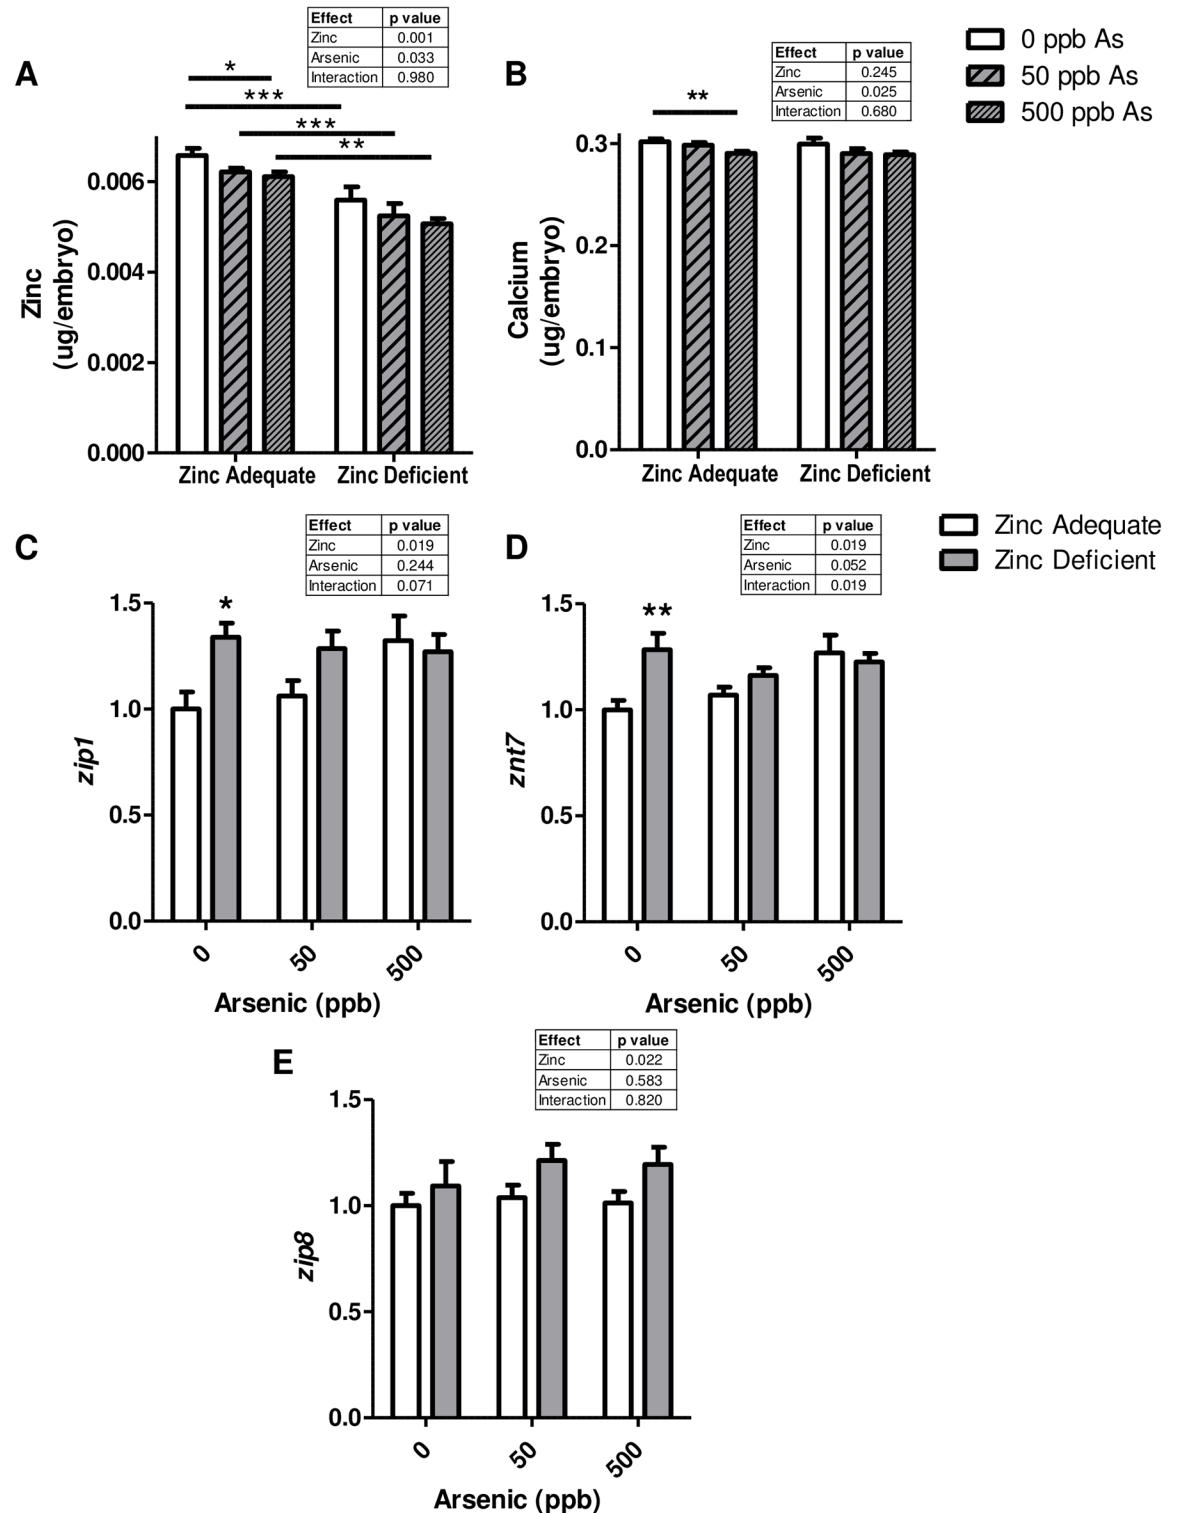 A
Effect p value
Zinc 0.001
Arsenic 0.033
Interaction 0.980
*
***
***
**
0.006
0.004
0.002
0.000
Zinc
(ug/embryo)
Zinc Adequate Zinc Deficient
B
Effect p value
Zinc 0.245
Arsenic 0.025
Interaction 0.680
**
0.3
0.2
0.1
0.0
Calcium
(ug/embryo)
Zinc Adequate Zinc Deficient
0 ppb As
50 ppb As
500 ppb As
C
Effect p value
Zinc 0.019
Arsenic 0.244
Interaction 0.071
*
1.5
1.0
0.5
0.0
zip1
0 50 500
Arsenic (ppb)
D
Effect p value
Zinc 0.019
Arsenic 0.052
Interaction 0.019
**
1.5
1.0
0.5
0.0
znt7
0 50 500
Arsenic (ppb)
Zinc Adequate
Zinc Deficient
E
Effect p value
Zinc 0.022
Arsenic 0.583
Interaction 0.820
1.5
1.0
0.5
0.0
zip8
0 50 500
Arsenic (ppb)